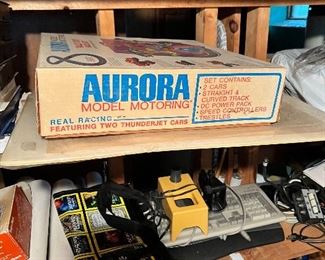 8
AURORA
MODEL MOTORING
REAL RACING
FEATURING TWO THUNDERJET CARS
SET CONTAINS:
• 2 CARS
• STRAIGHT &
CURVED TRACK
• DC POWER PACK
• SPEED CONTROLLERS
• TRESTLES